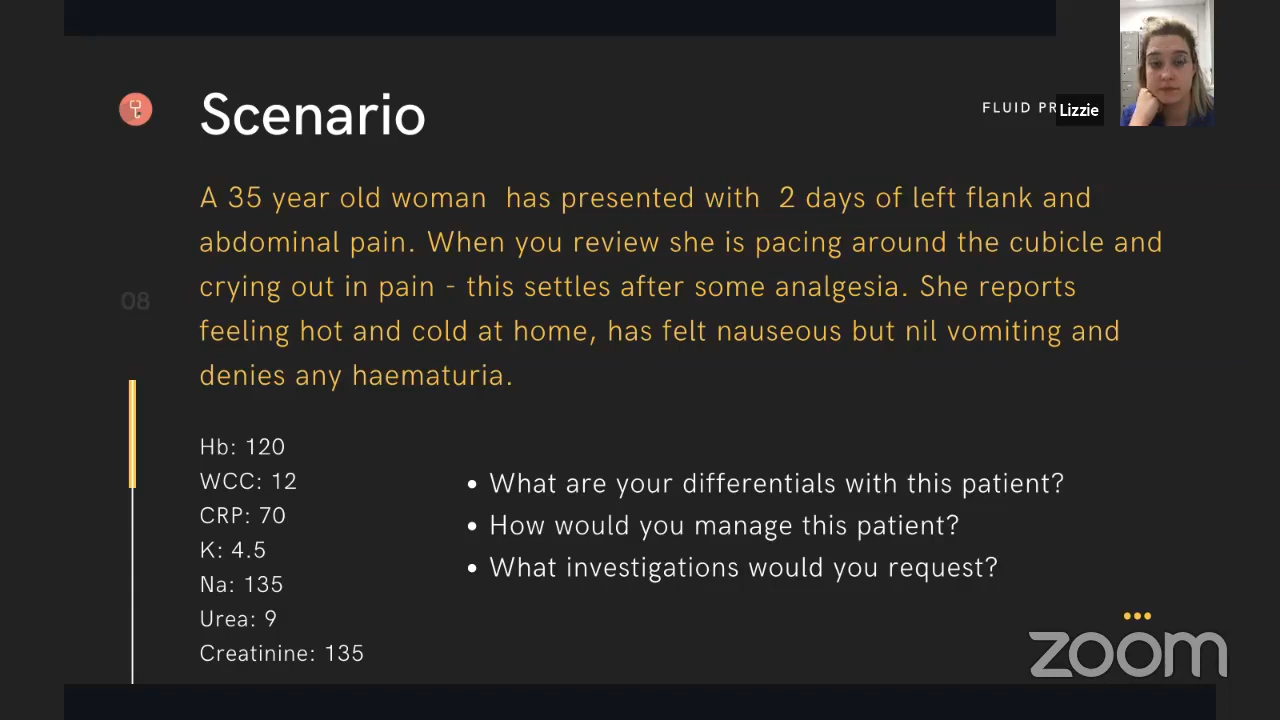 Scenario
FLUID PR
Lizzie
A 35 year old woman has presented with 2 days of left flank and
abdominal pain. When you review she is pacing around the cubicle and
crying out in pain - this settles after some analgesia. She reports
feeling hot and cold at home, has felt nauseous but nil vomiting and
denies any haematuria.
08
Hb: 120
WCC: 12
CRP: 70
K: 4.5
Na: 135
Urea: 9
Creatinine: 135
• What are your differentials with this patient?
• How would you manage this patient?
• What investigations would you request?
zoom